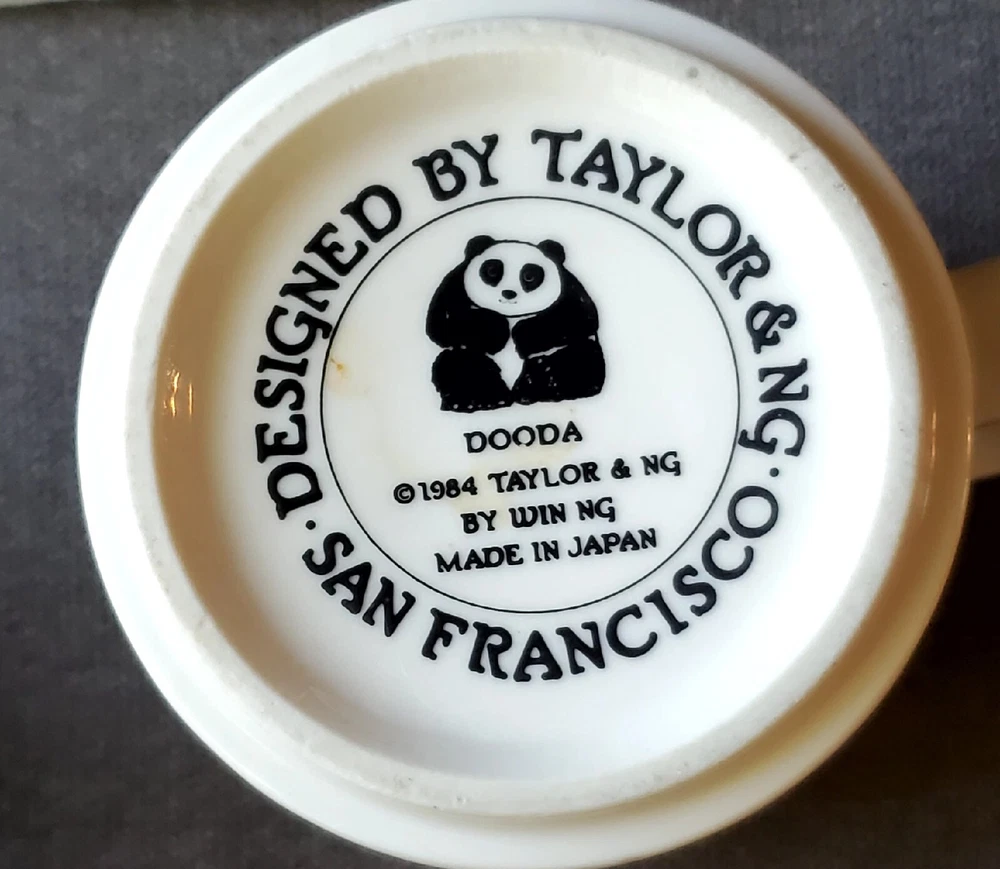 DESIGNED BY TAYLOR & NG
· SAN FRANCISCO ·
DOODA
©1984 TAYLOR & NG
BY WIN NG
MADE IN JAPAN